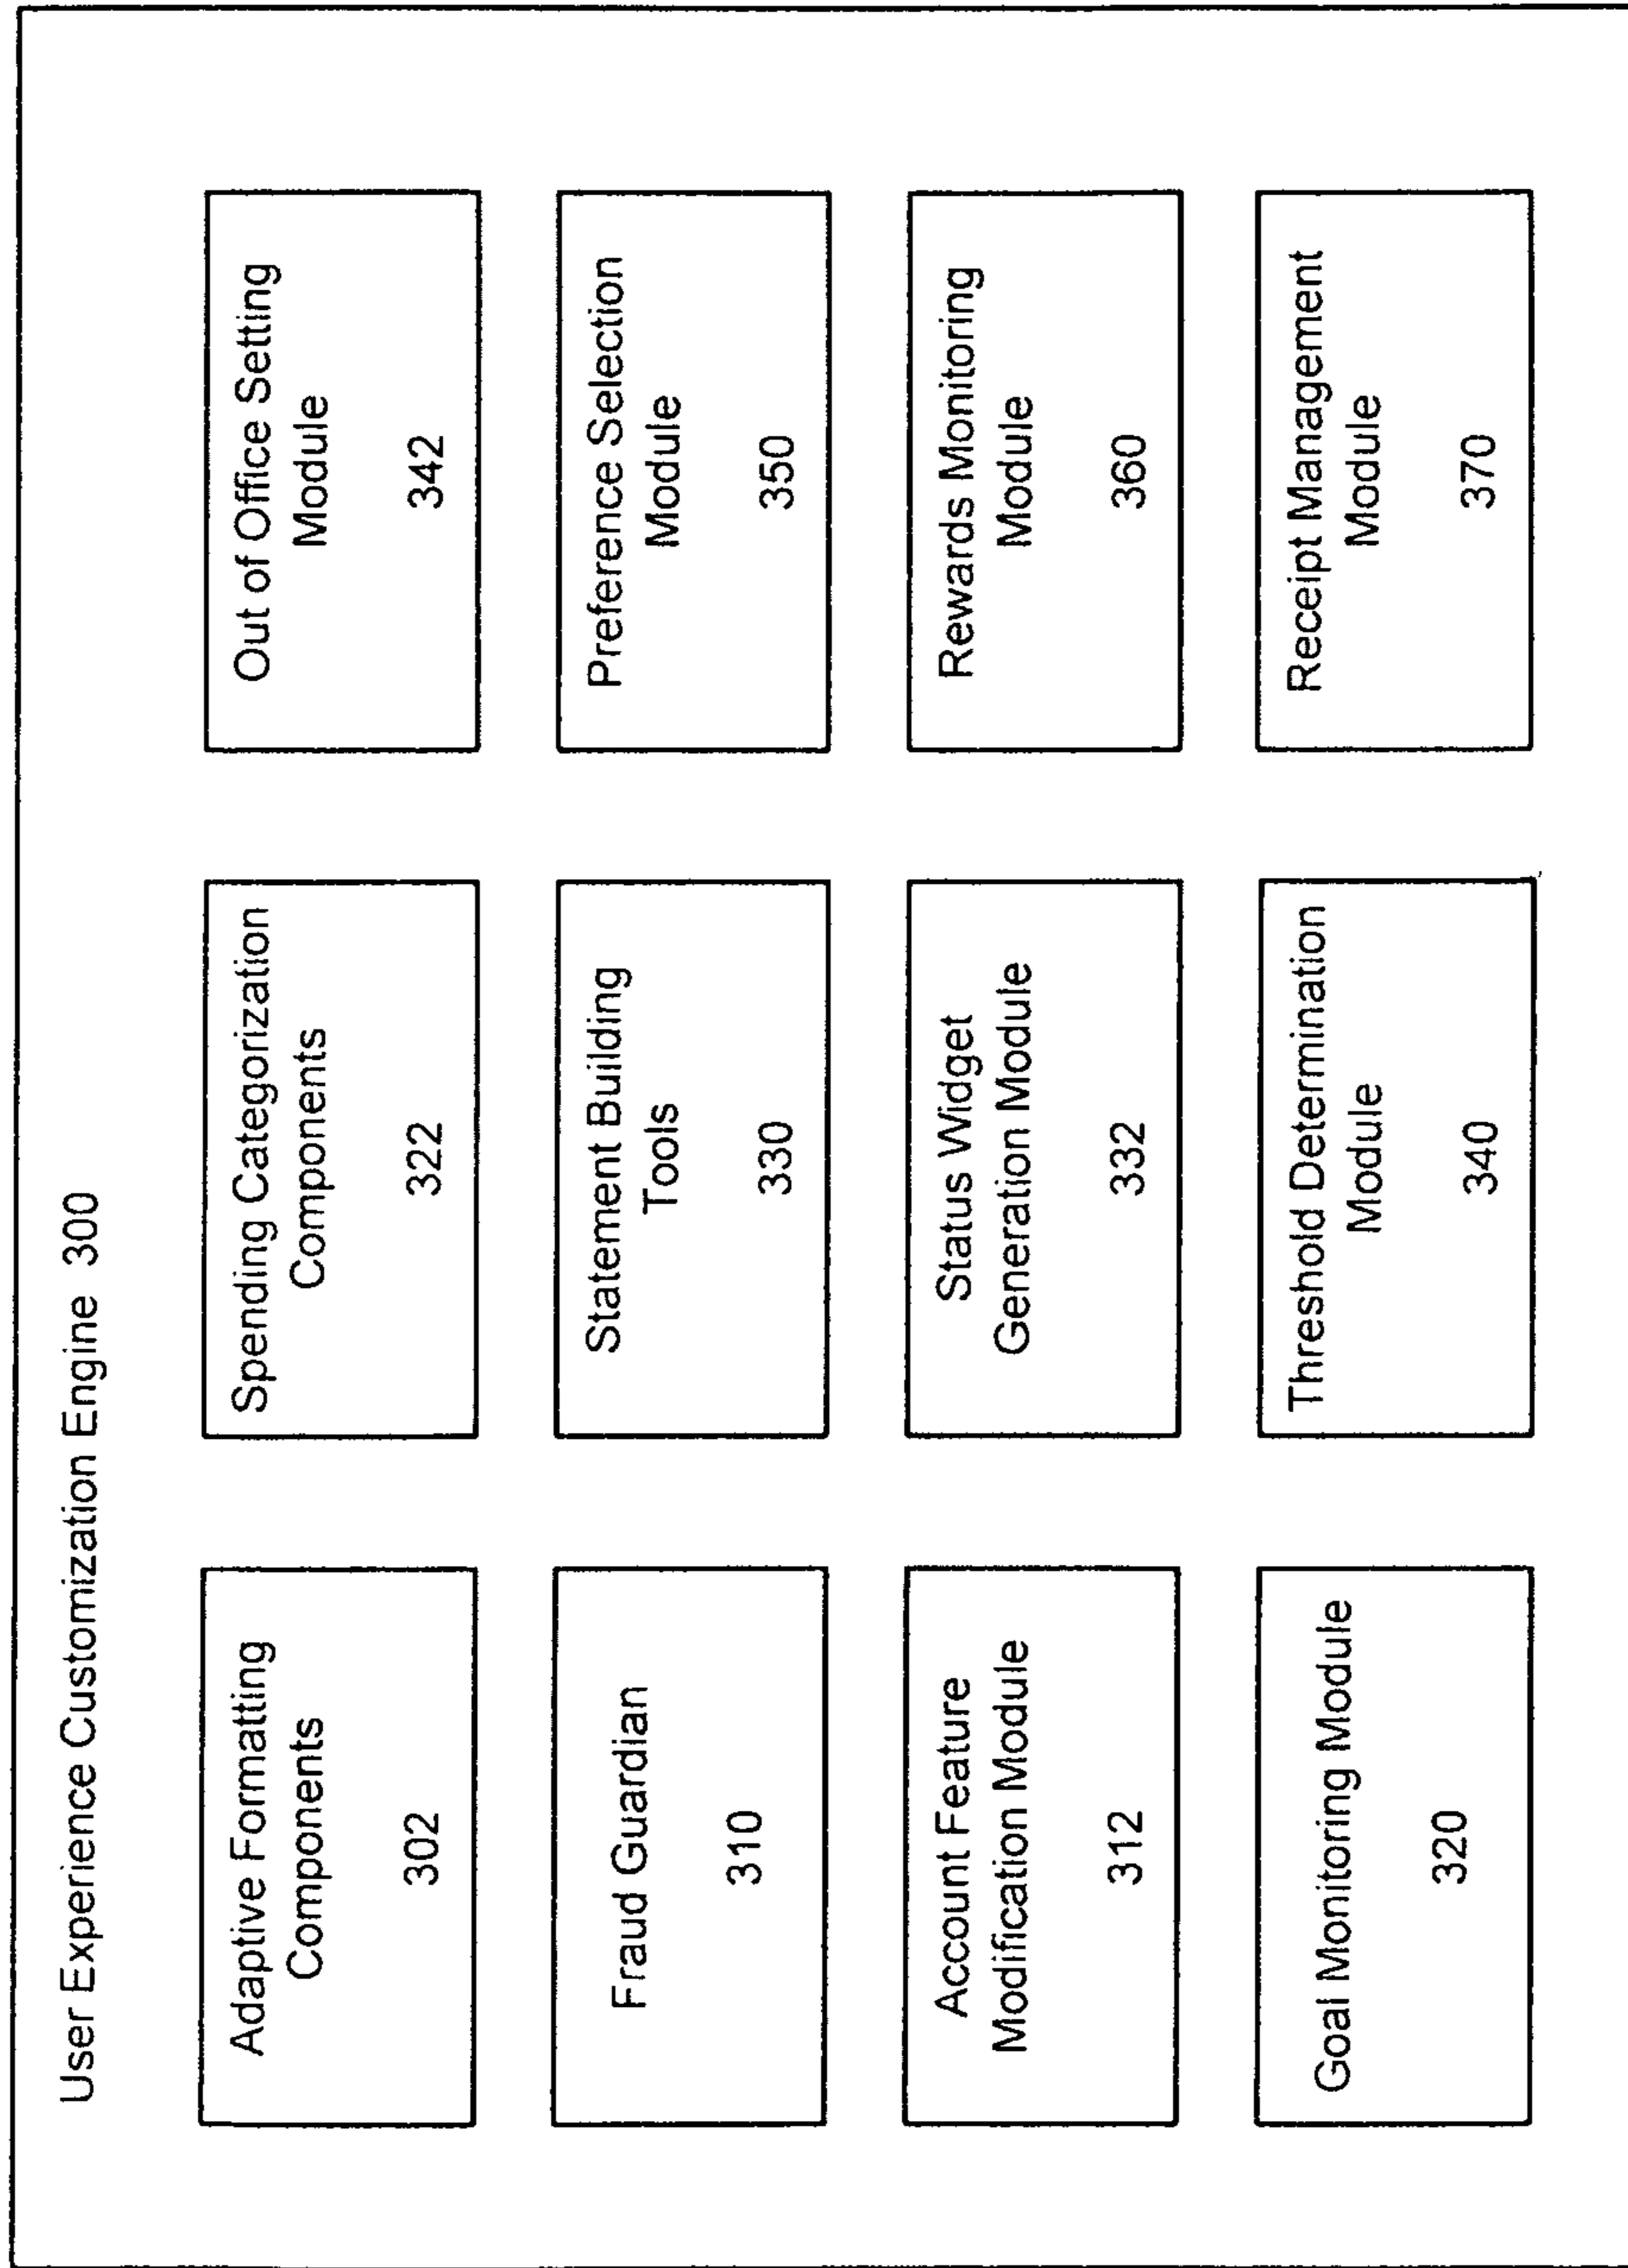 User Experience Customization Engine 300
Adaptive Formatting
Components
302
Fraud Guardian
310
Account Feature
Modification Module
312
Goal Monitoring Module
320
Spending Categorization
Components
322
Statement Building
Tools
330
Status Widget
Generation Module
332
Threshold Determination
Module
340
Out of Office Setting
Module
342
Preference Selection
Module
350
Rewards Monitoring
Module
360
Receipt Management
Module
370